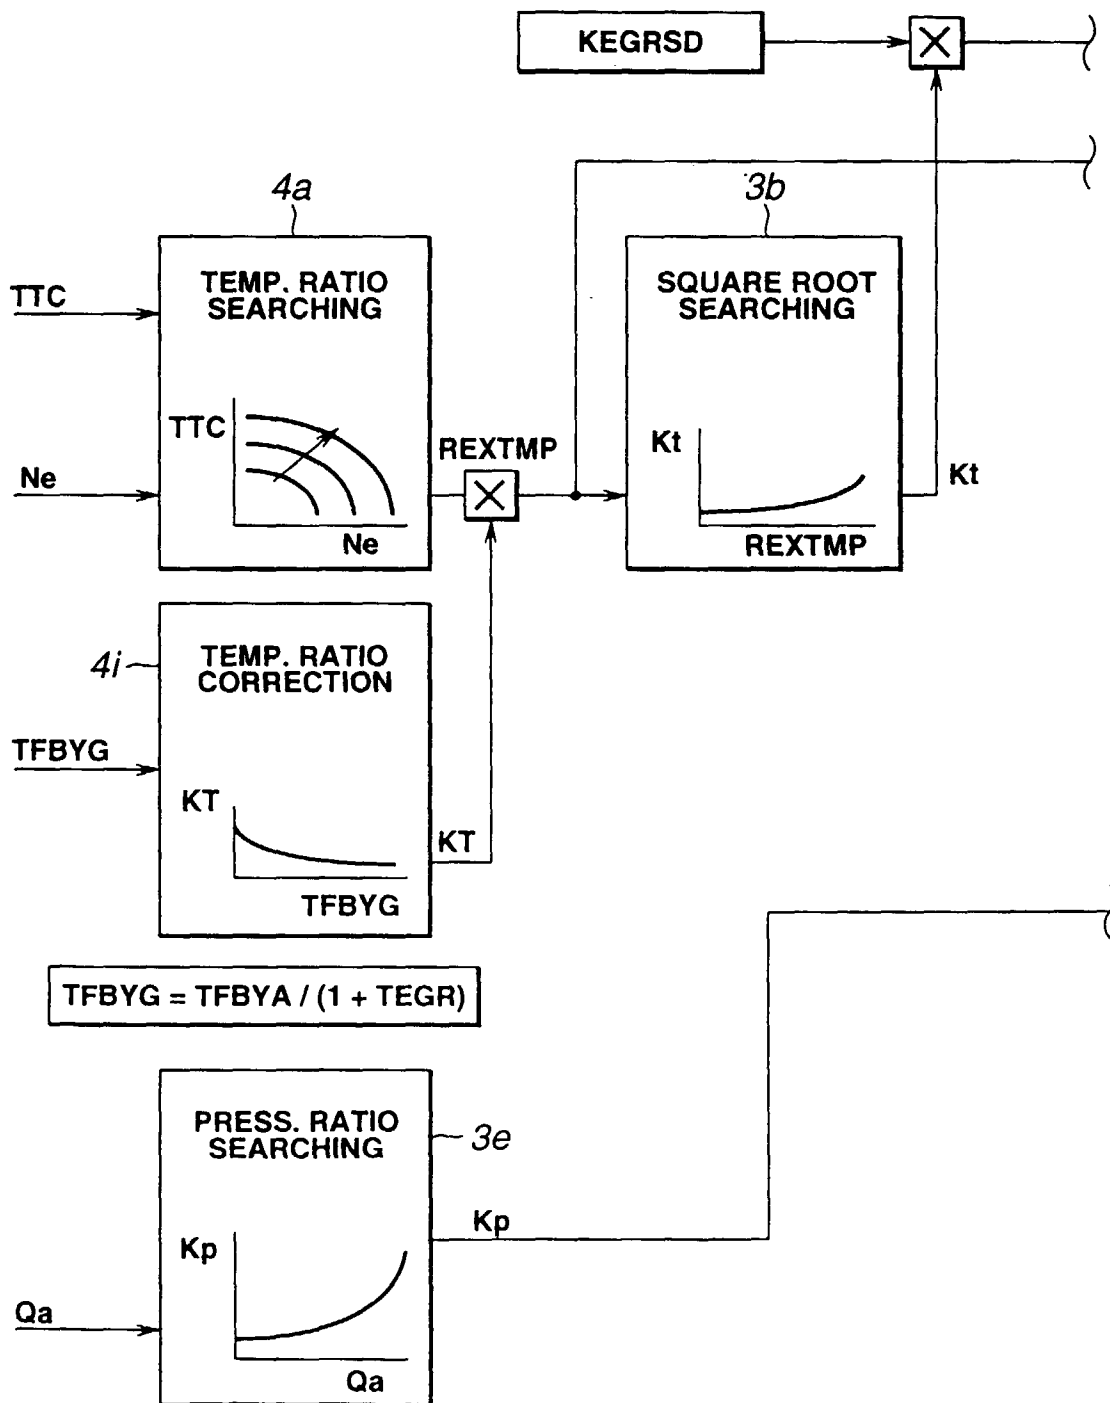 KEGRSD
4a
3b
TEMP. RATIO
SEARCHING
SQUARE ROOT
SEARCHING
TTC
TTC
Ne
REXTMP
Ne
Kt
REXTMP
Kt
4i
TEMP. RATIO
CORRECTION
TFBYG
KT
TFBYG
KT
TFBYG = TFBYA / (1 + TEGR)
PRESS. RATIO
SEARCHING
3e
Kp
Kp
Qa
Qa